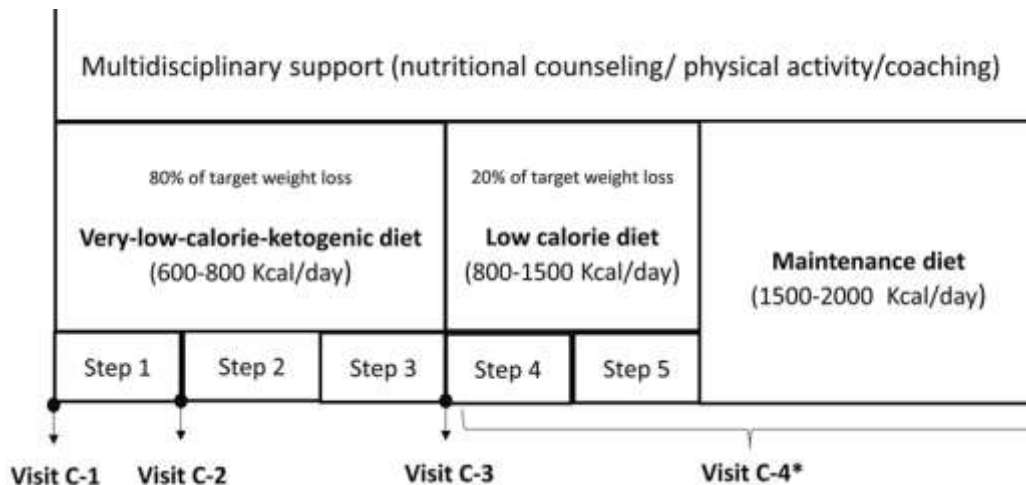 Multidisciplinary support (nutritional counseling/ physical activity/coaching)
80% of target weight loss
Very-low-calorie-ketogenic diet
(600-800 Kcal/day)
20% of target weight loss
Low calorie diet
(800-1500 Kcal/day)
Maintenance diet
(1500-2000 Kcal/day)
Step 1
Step 2
Step 3
Step 4
Step 5
Visit C-1
Visit C-2
Visit C-3
Visit C-4*